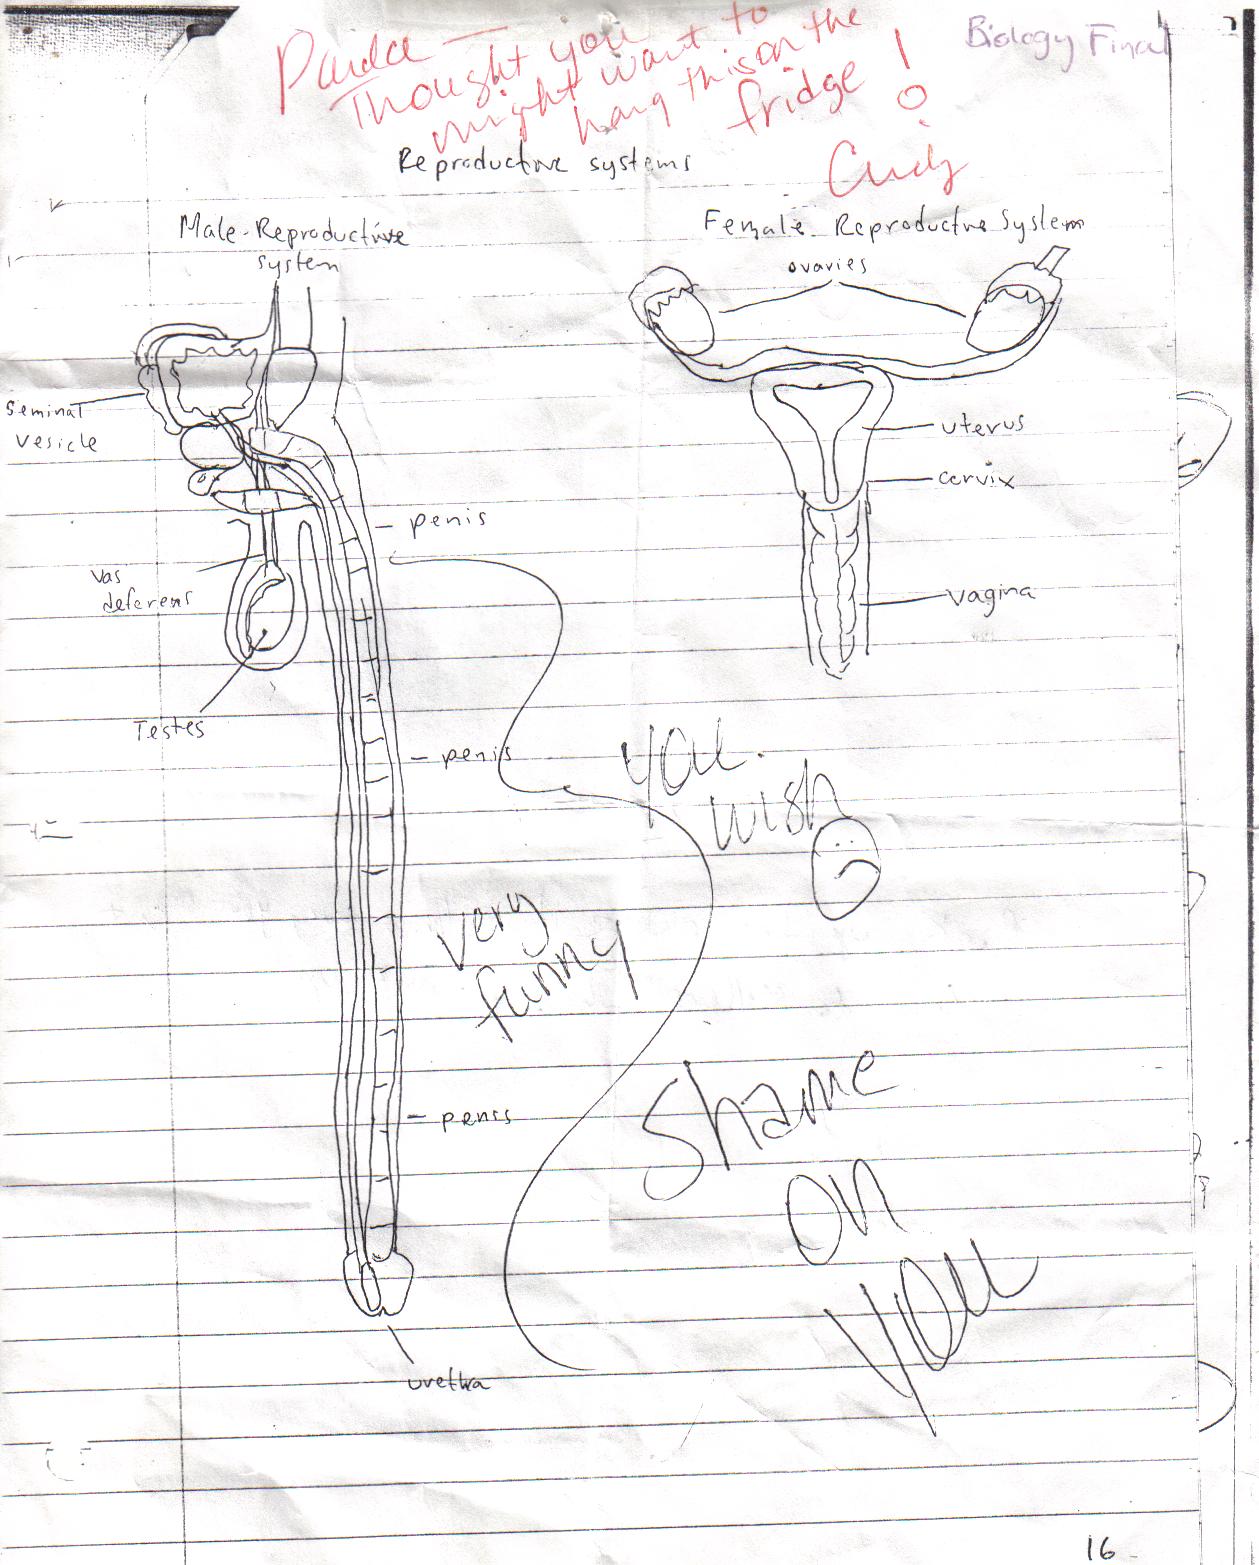 Biology Final
Thought you
might want to
hang this on the
fridge!
Cindy
Reproductive systems
Male Reproductive
system
Seminal
vesicle
penis
Vas
deferens
Testes
penis
penis
urethra
Female Reproductive System
ovaries
uterus
cervix
vagina
you
wish
very
funny
Shame
on
you
16